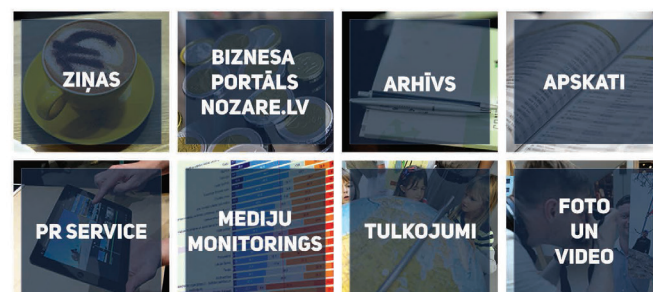 ZIŅAS
BIZNESA
PORTĀLS
NOZARE.LV
ARHĪVS
APSKATI
PR SERVICE
MEDIJU
MONITORINGS
TULKOJUMI
FOTO
UN
VIDEO